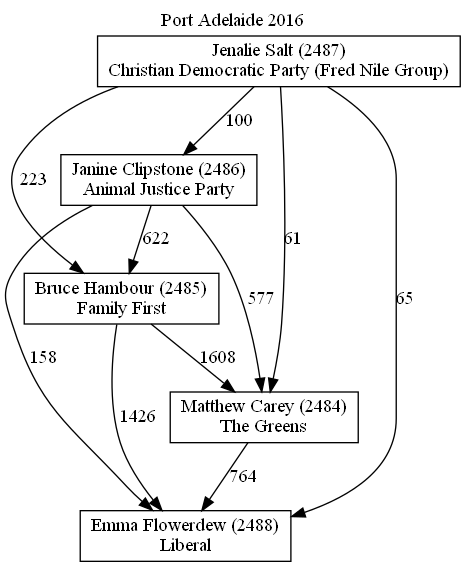 Port Adelaide 2016
Jenalie Salt (2487)
Christian Democratic Party (Fred Nile Group)
100
Janine Clipstone (2486)
Animal Justice Party
223
622
61
577
65
Bruce Hambour (2485)
Family First
158
1426
1608
Matthew Carey (2484)
The Greens
764
Emma Flowerdew (2488)
Liberal